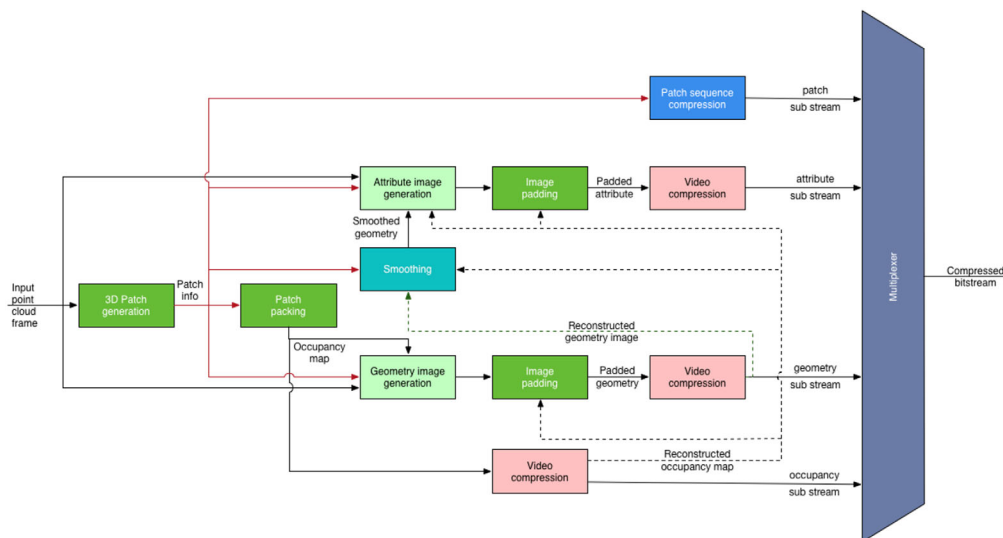 patch
Patch sequence
compression
sub stream
Attribute image
generation
Image
padding
Padded
attribute
Video
compression
attribute
sub stream
Smoothed
geometry
Smoothing
Multiplexer
Compressed
bitstream
Input
point
cloud
frame
3D Patch
generation
Patch
info
Patch
packing
Reconstructed
geometry image
Occupancy
map
Geometry image
generation
Image
padding
Padded
geometry
Video
compression
geometry
sub stream
Video
compression
Reconstructed
occupancy map
occupancy
sub stream